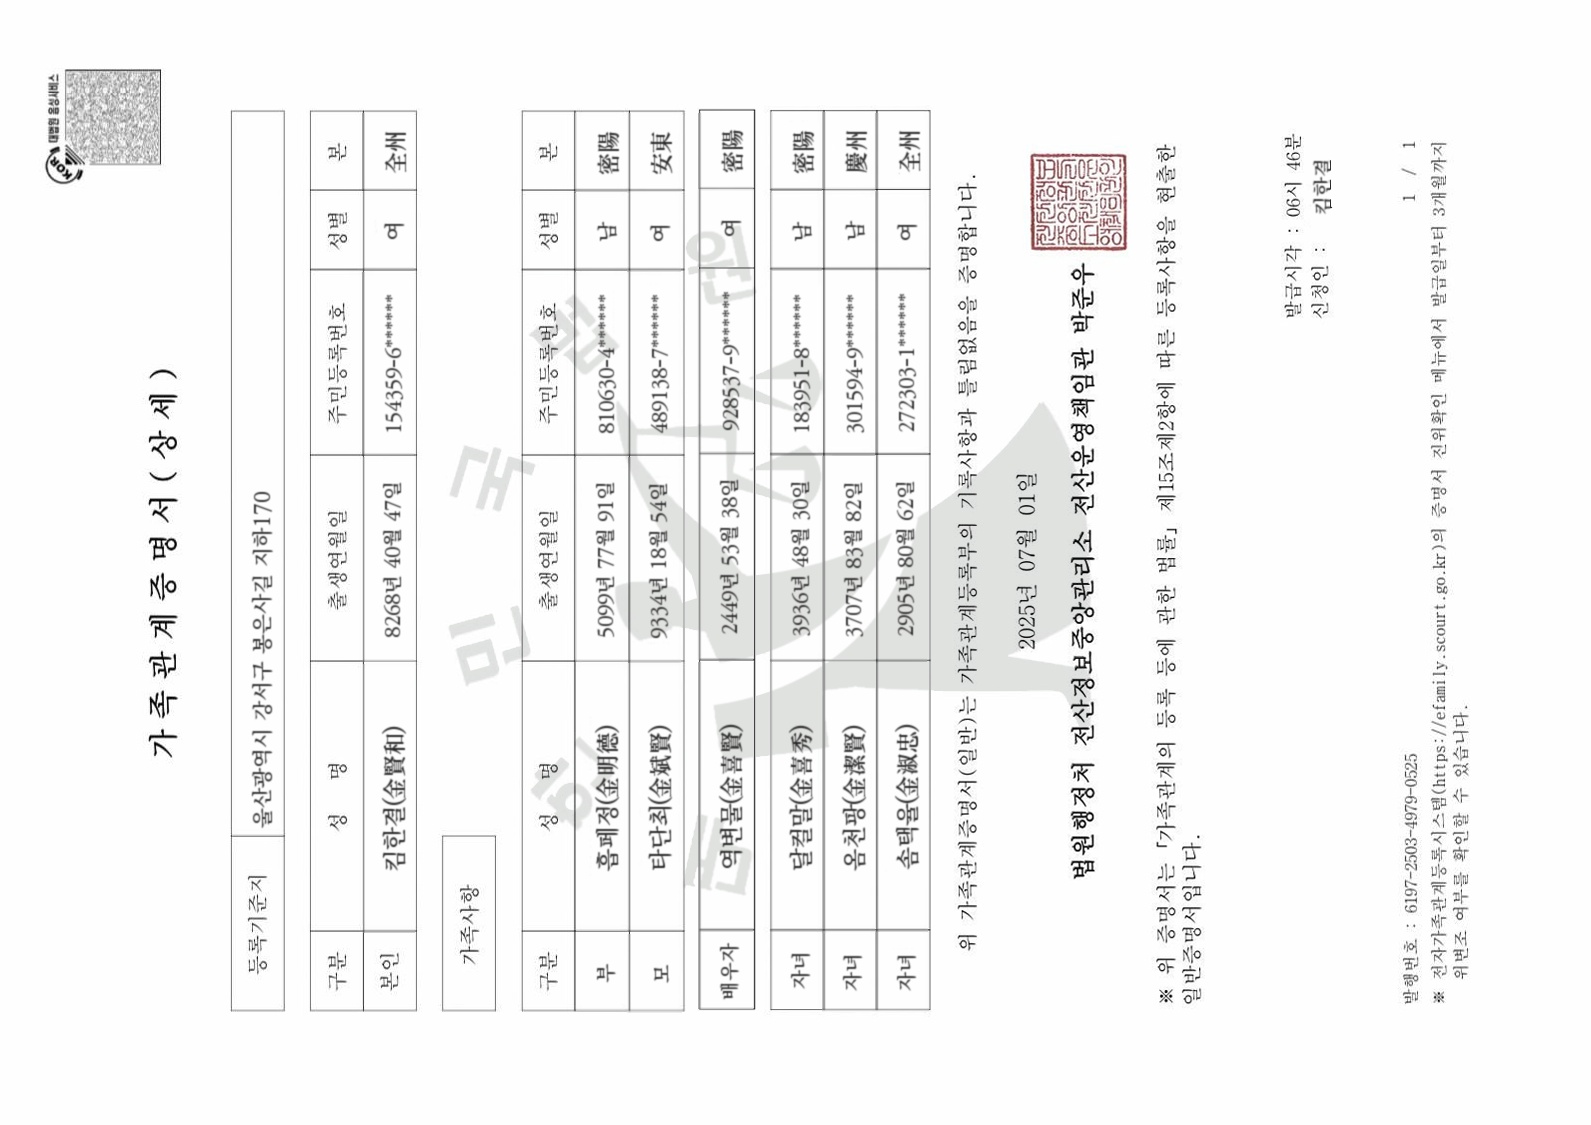 KOR 대법원 음성서비스
가 족 관 계 증 명 서 ( 상 세 )
등록기준지 울산광역시 강서구 봉은사길 지하170
구분 성 명 출생연월일 주민등록번호 성별 본
본인 김한결(金賢和) 8268년 40월 47일 154359-6****** 여 全州
가족사항
구분 성 명 출생연월일 주민등록번호 성별 본
부 흡페정(金明德) 5099년 77월 91일 810630-4****** 남 密陽
모 타단최(金斌賢) 9334년 18월 54일 489138-7****** 여 安東
배우자 역변물(金喜賢) 2449년 53월 38일 928537-9****** 여 密陽
자녀 달컬말(金喜秀) 3936년 48월 30일 183951-8****** 남 密陽
자녀 옴천팡(金潔賢) 3707년 83월 82일 301594-9****** 남 慶州
자녀 솜택율(金淑忠) 2905년 80월 62일 272303-1****** 여 全州
위 가족관계증명서(일반)는 가족관계등록부의 기록사항과 틀림없음을 증명합니다.
2025년 07월 01일
법원행정처 전산정보중앙관리소 전산운영책임관 박준우
※ 위 증명서는 「가족관계의 등록 등에 관한 법률」 제15조제2항에 따른 등록사항을 현출한
일반증명서입니다.
발급시각 : 06시 46분
신청인 : 김한결
발행번호 : 6197-2503-4979-0525 1 / 1
※ 전자가족관계등록시스템(https://efamily.scourt.go.kr)의 증명서 진위확인 메뉴에서 발급일부터 3개월까지
위변조 여부를 확인할 수 있습니다.